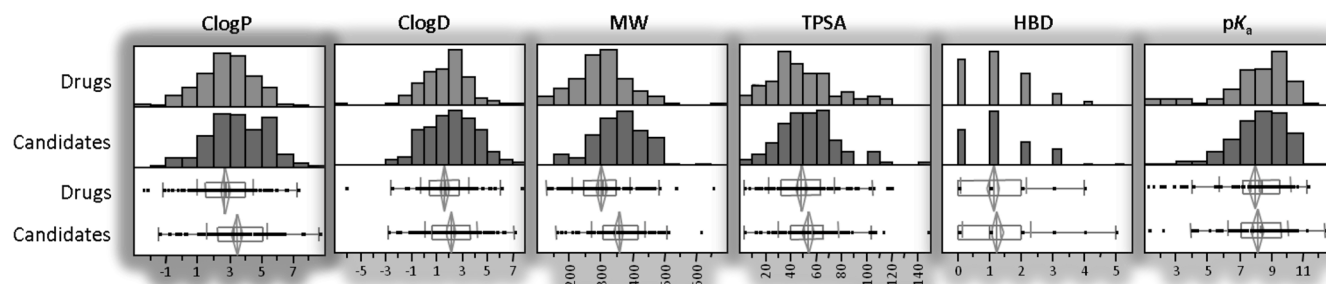 ClogP ClogD MW TPSA HBD pKa
Drugs
Candidates
Drugs
Candidates
-1 1 3 5 7 -5 -3 -1 1 3 5 7 200 300 400 500 600 20 40 60 80 100 120 140 0 1 2 3 4 5 3 5 7 9 11